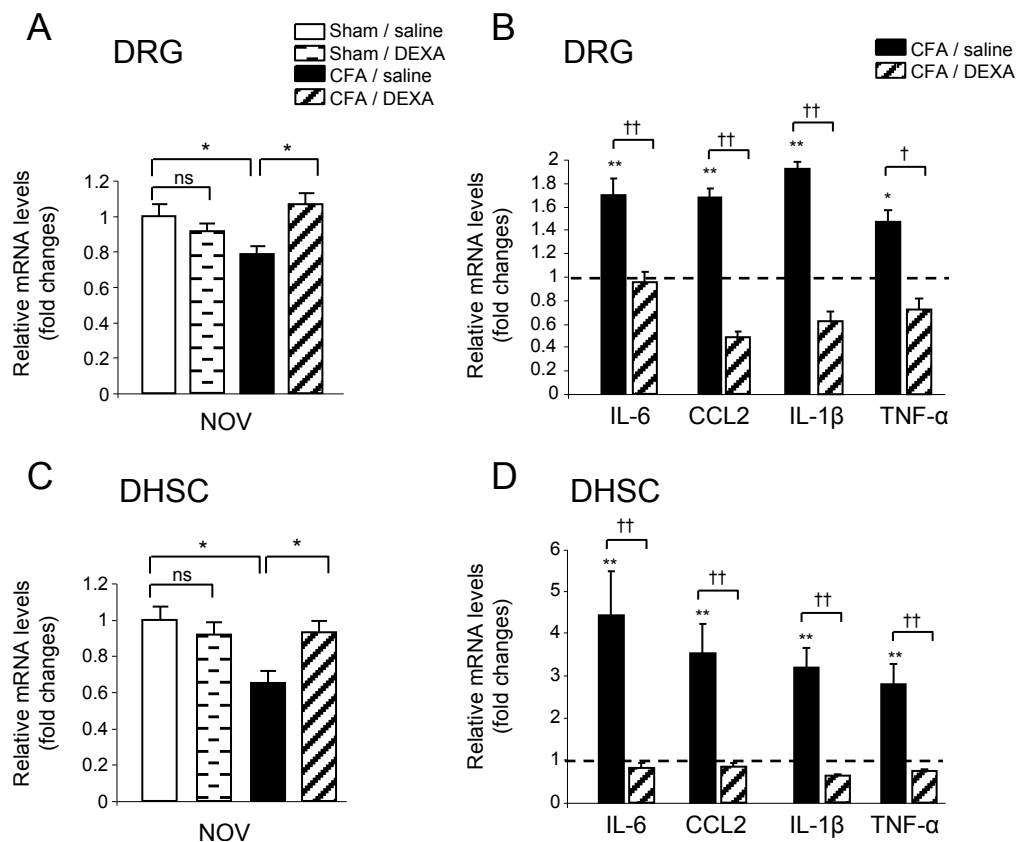 A
DRG
Sham / saline
Sham / DEXA
CFA / saline
CFA / DEXA
Relative mRNA levels
(fold changes)
* *
ns
1.2
1
0.8
0.6
0.4
0.2
0
NOV
B
DRG
CFA / saline
CFA / DEXA
Relative mRNA levels
(fold changes)
†† †† †† †
** ** ** *
2
1.8
1.6
1.4
1.2
1
0.8
0.6
0.4
0.2
0
IL-6 CCL2 IL-1β TNF-α
C
DHSC
Relative mRNA levels
(fold changes)
* *
ns
1.2
1
0.8
0.6
0.4
0.2
0
NOV
D
DHSC
Relative mRNA levels
(fold changes)
†† †† †† ††
** ** ** **
6
5
4
3
2
1
0
IL-6 CCL2 IL-1β TNF-α